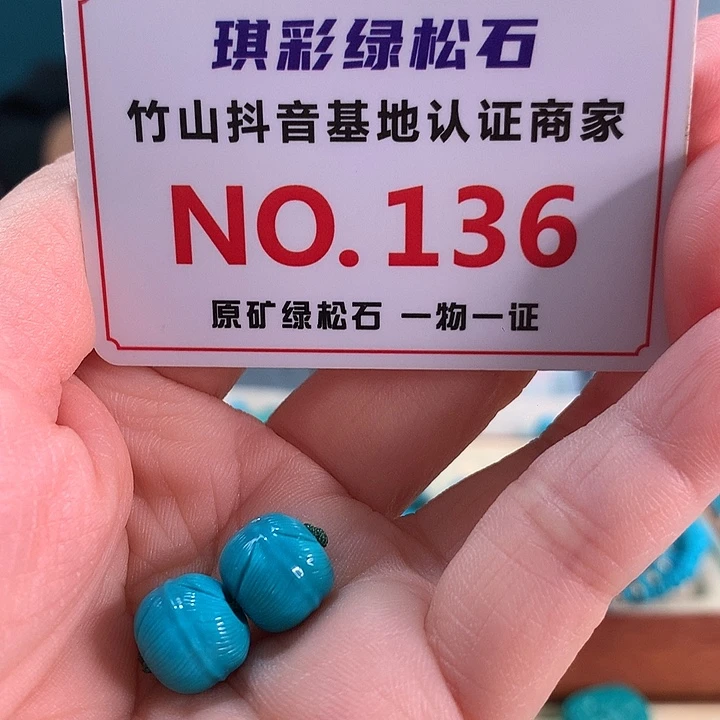 琪彩绿松石
竹山抖音基地认证商家
NO.136
原矿绿松石 一物一证